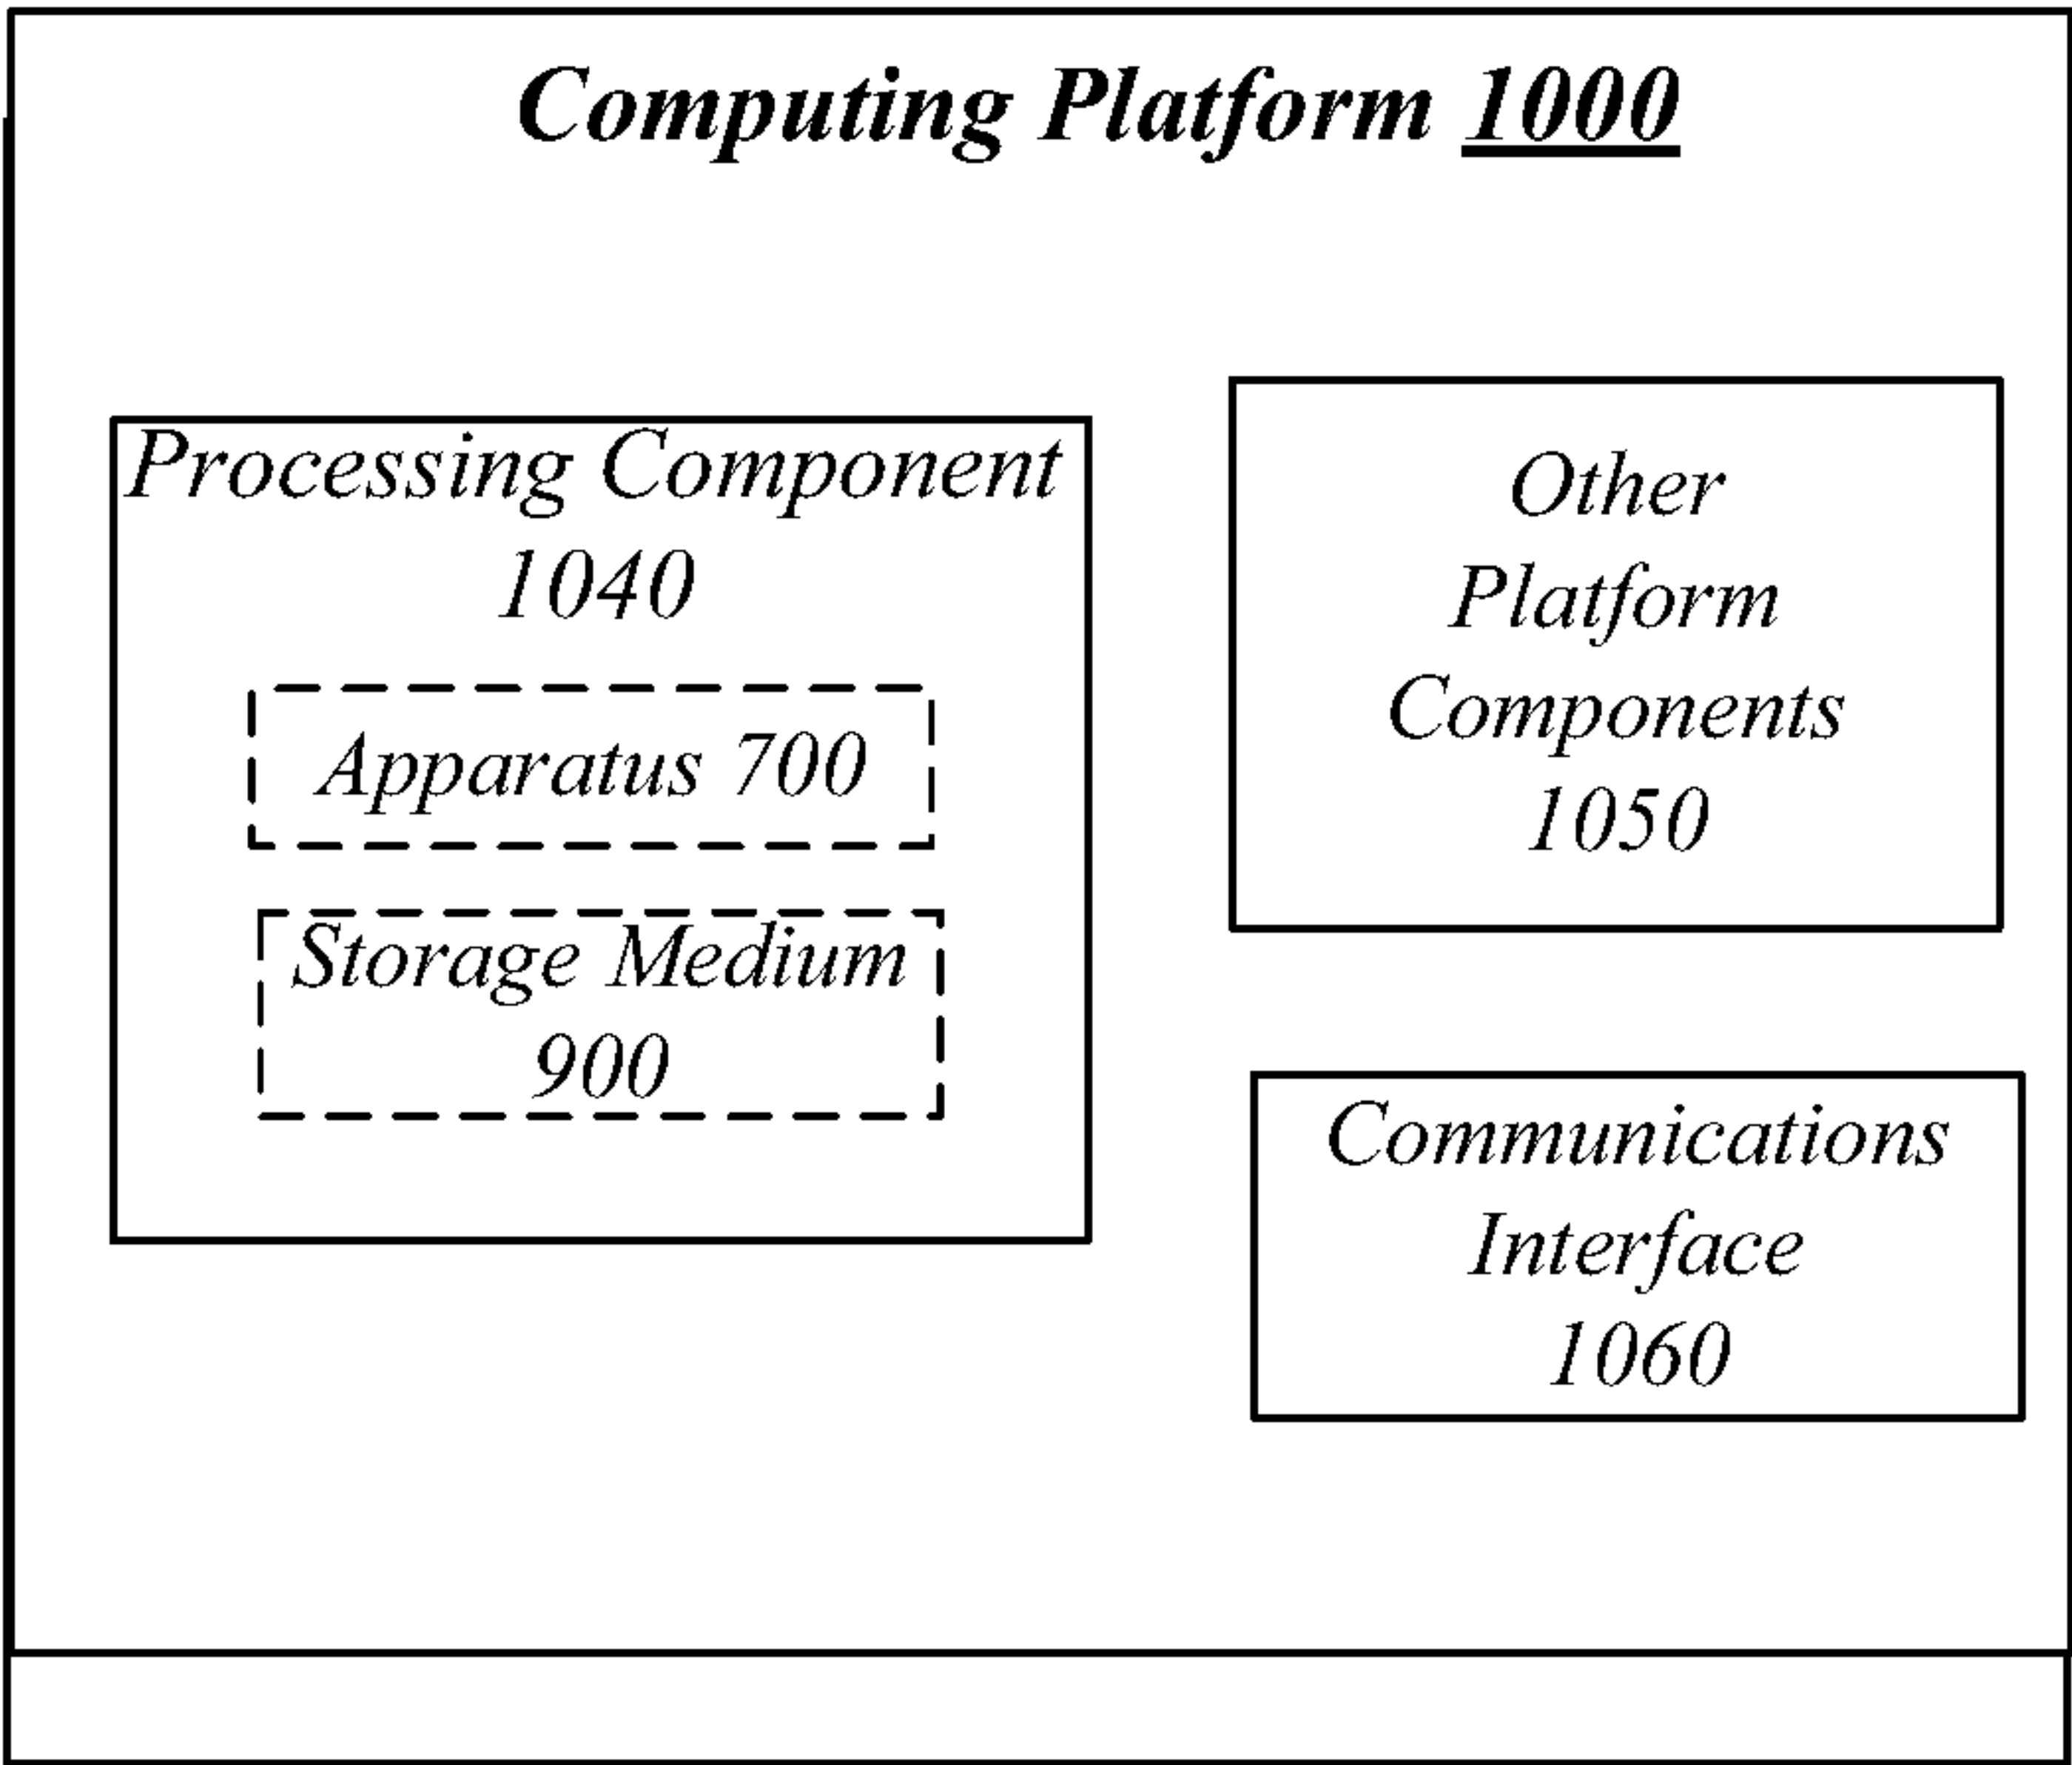 Computing Platform 1000
Processing Component
1040
Apparatus 700
Storage Medium
900
Other
Platform
Components
1050
Communications
Interface
1060